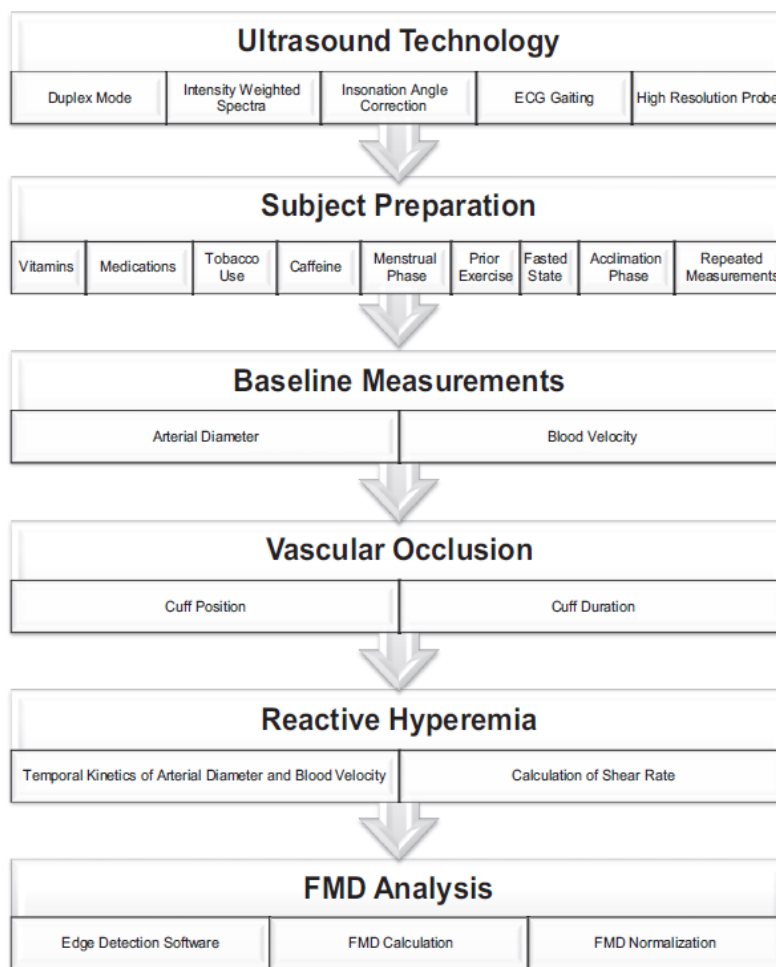 Ultrasound Technology
Duplex Mode
Intensity Weighted
Spectra
Insonation Angle
Correction
ECG Gaiting
High Resolution Probe
Subject Preparation
Vitamins
Medications
Tobacco
Use
Caffeine
Menstrual
Phase
Prior
Exercise
Fasted
State
Acclimation
Phase
Repeated
Measurements
Baseline Measurements
Arterial Diameter
Blood Velocity
Vascular Occlusion
Cuff Position
Cuff Duration
Reactive Hyperemia
Temporal Kinetics of Arterial Diameter and Blood Velocity
Calculation of Shear Rate
FMD Analysis
Edge Detection Software
FMD Calculation
FMD Normalization